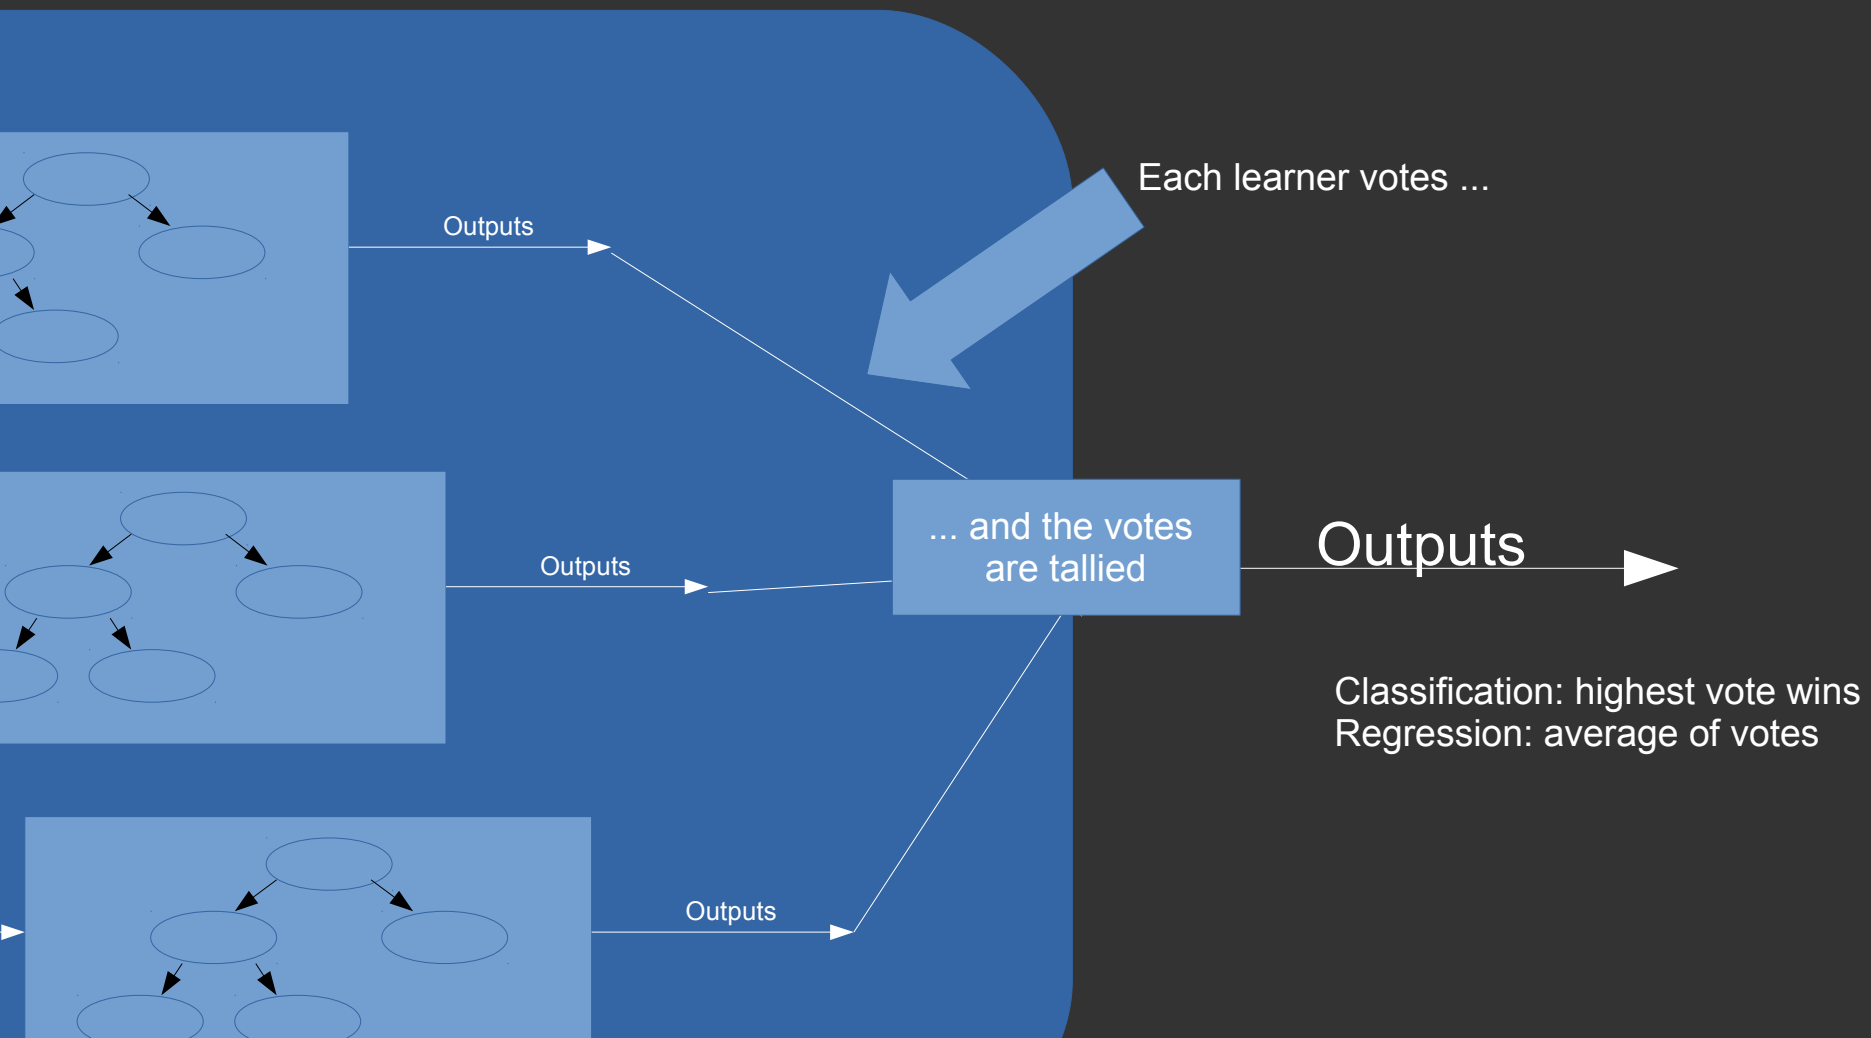 Each learner votes ...
Outputs
... and the votes
are tallied
Outputs
Outputs
Classification: highest vote wins
Regression: average of votes
Outputs